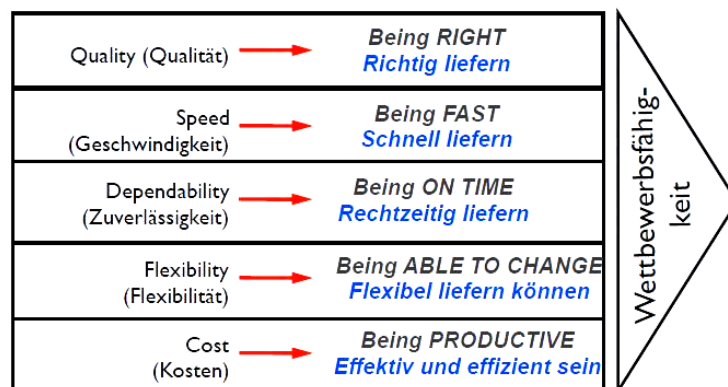 Quality (Qualität)
Being RIGHT
Richtig liefern
Speed
(Geschwindigkeit)
Being FAST
Schnell liefern
Dependability
(Zuverlässigkeit)
Being ON TIME
Rechtzeitig liefern
Flexibility
(Flexibilität)
Being ABLE TO CHANGE
Flexibel liefern können
Cost
(Kosten)
Being PRODUCTIVE
Effektiv und effizient sein
Wettbewerbsfähig-
keit